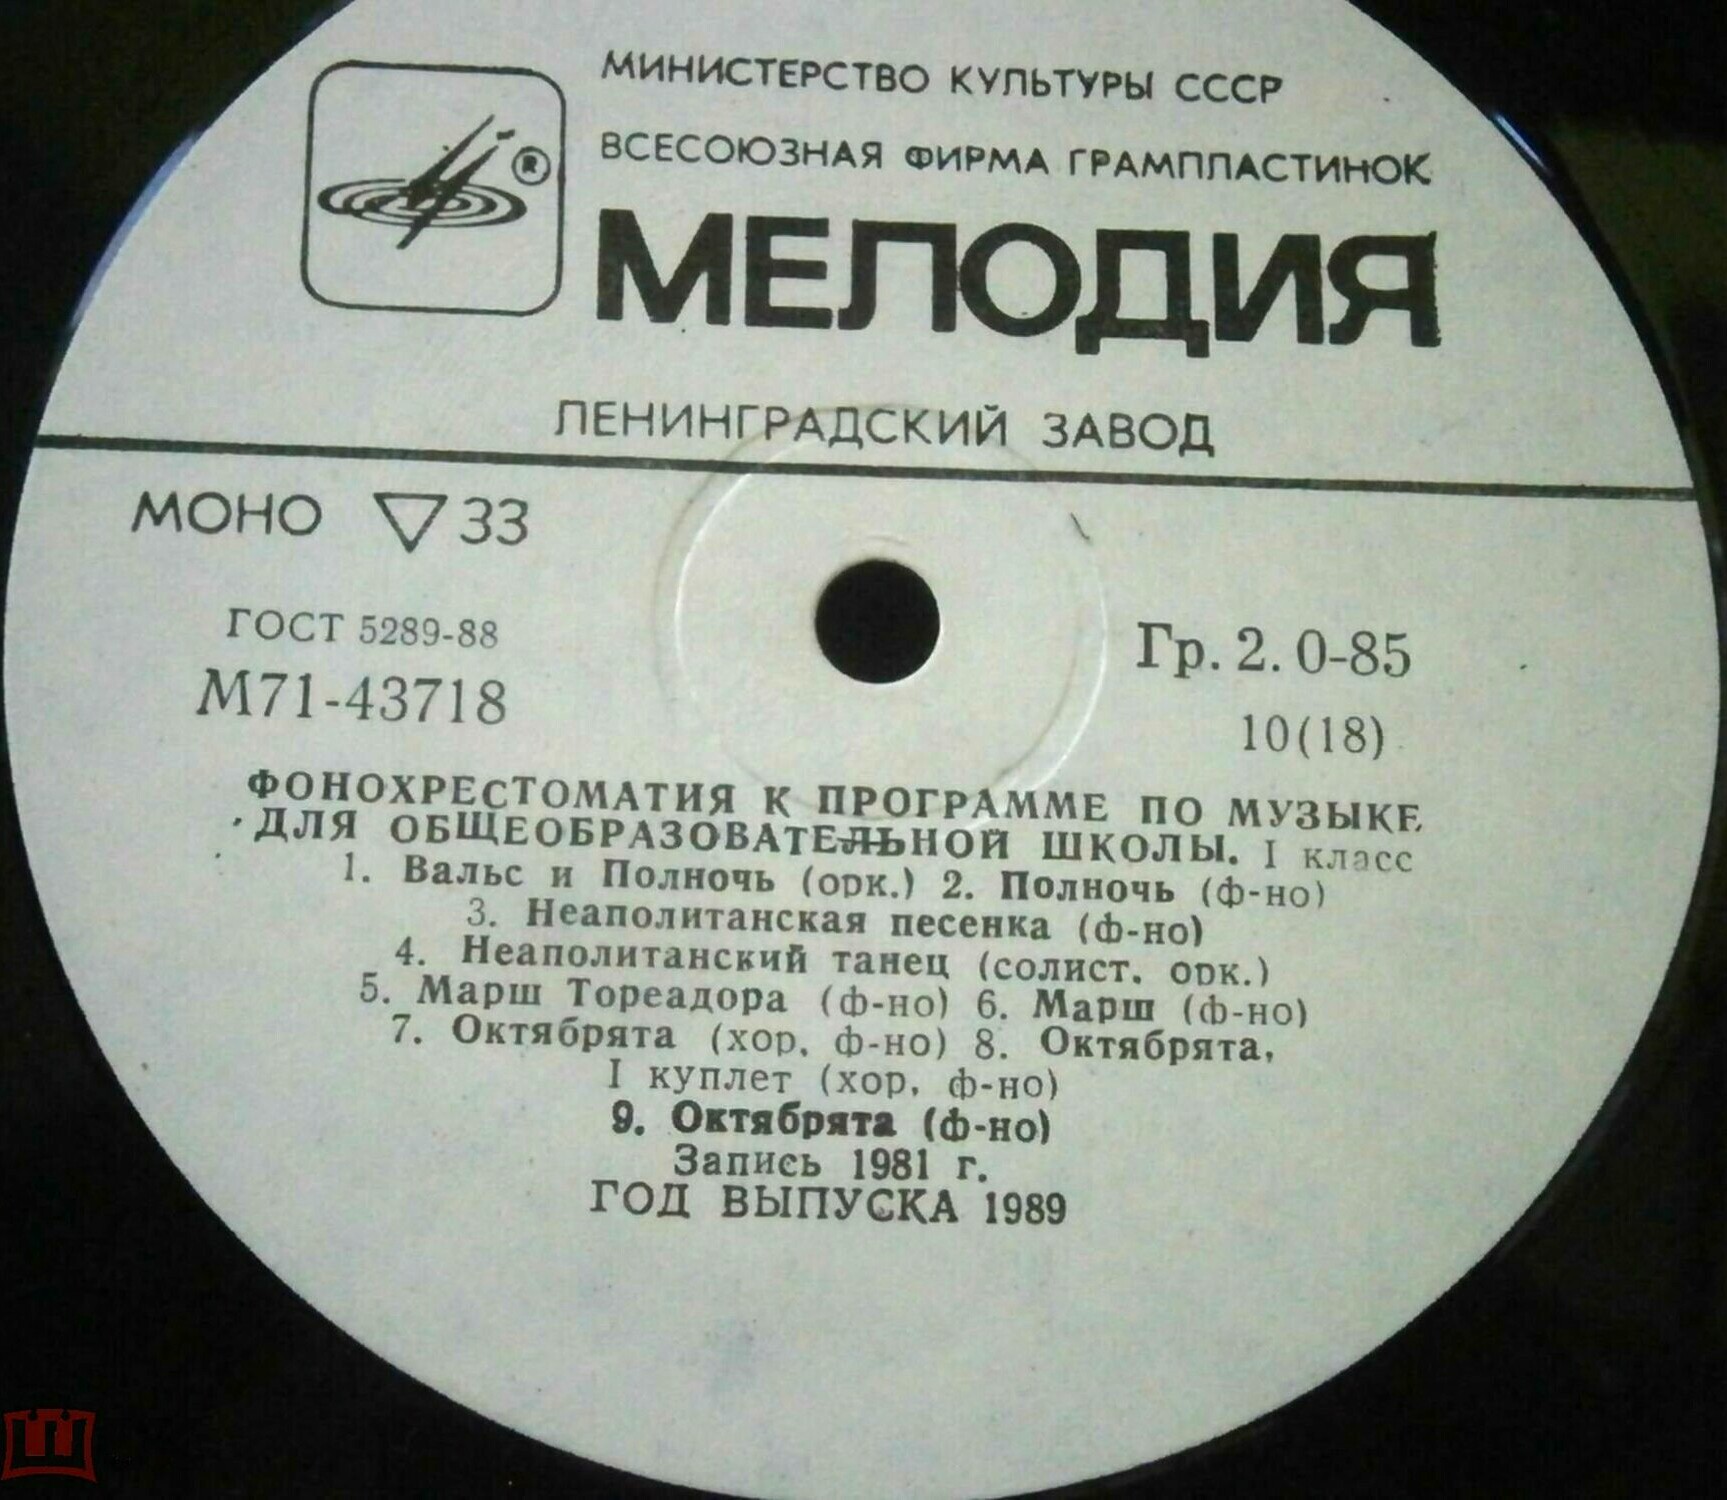 МИНИСТЕРСТВО КУЛЬТУРЫ СССР
ВСЕСОЮЗНАЯ ФИРМА ГРАМПЛАСТИНОК
®
МЕЛОДИЯ
ЛЕНИНГРАДСКИЙ ЗАВОД
МОНО ▽33
ГОСТ 5289-88
М71-43718
Гр. 2. 0-85
10(18)
ФОНОХРЕСТОМАТИЯ К ПРОГРАММЕ ПО МУЗЫКЕ
ДЛЯ ОБЩЕОБРАЗОВАТЕЛЬНОЙ ШКОЛЫ. I класс
1. Вальс и Полночь (орк.) 2. Полночь (ф-но)
3. Неаполитанская песенка (ф-но)
4. Неаполитанский танец (солист. орк.)
5. Марш Тореадора (ф-но) 6. Марш (ф-но)
7. Октябрята (хор, ф-но) 8. Октябрята,
I куплет (хор, ф-но)
9. Октябрята (ф-но)
Запись 1981 г.
ГОД ВЫПУСКА 1989